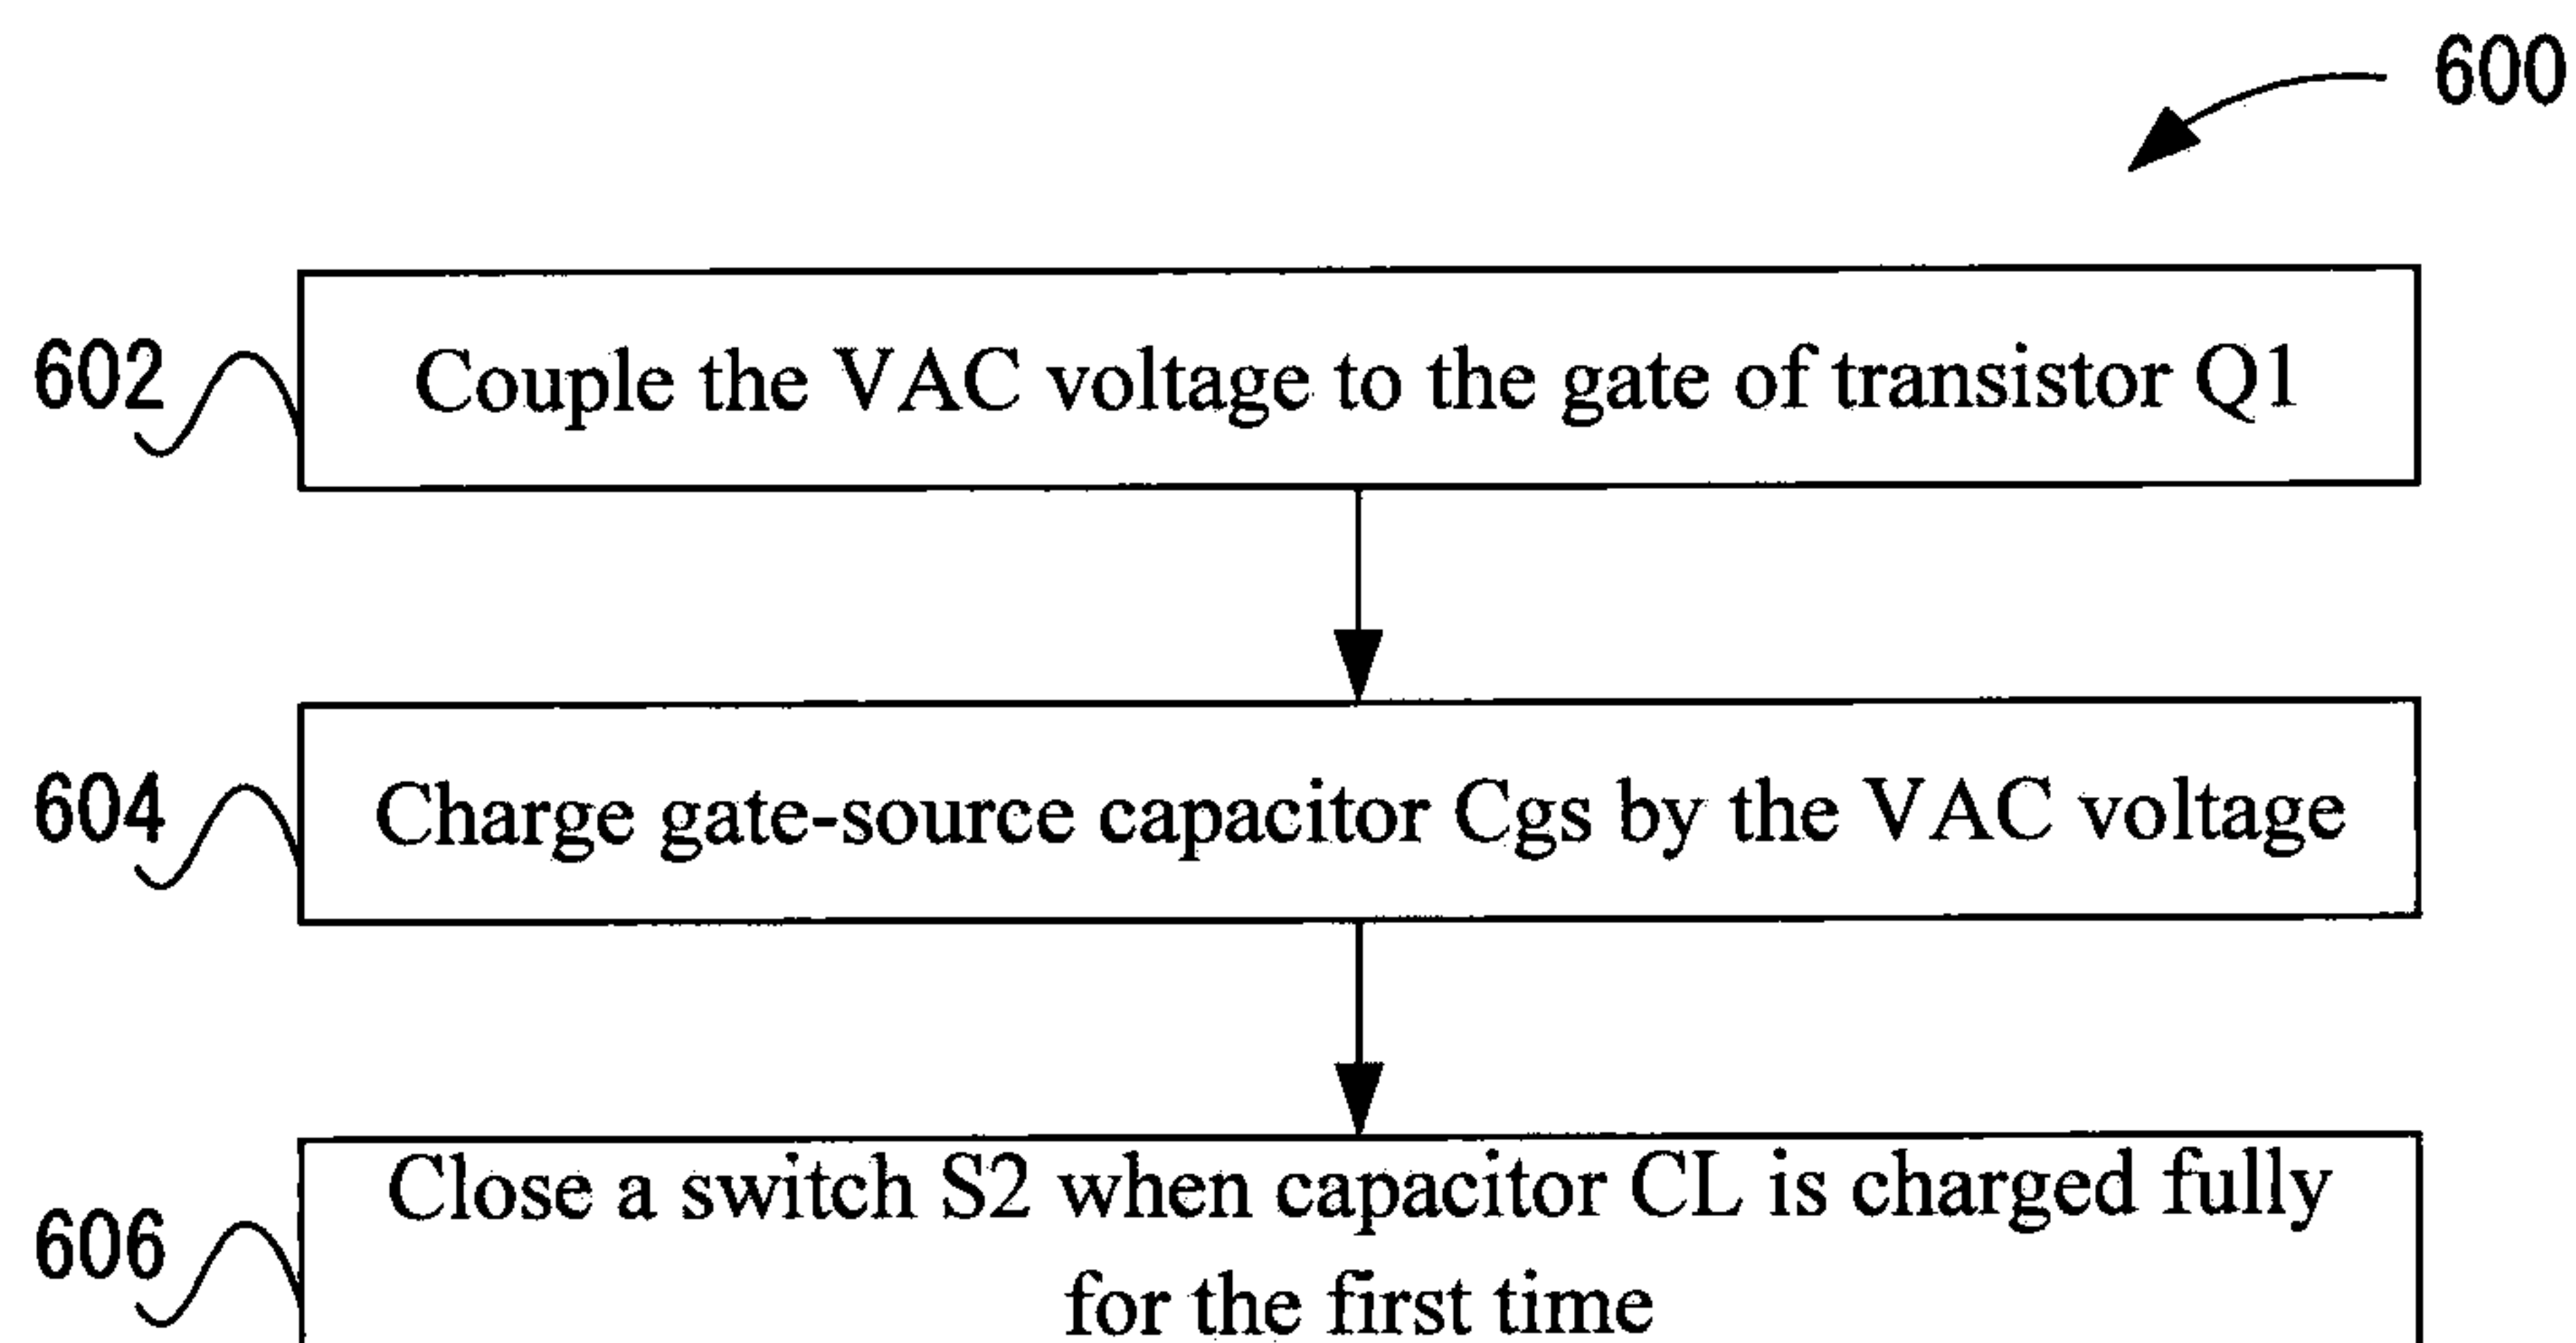 600
602
Couple the VAC voltage to the gate of transistor Q1
604
Charge gate-source capacitor Cgs by the VAC voltage
606
Close a switch S2 when capacitor CL is charged fully
for the first time